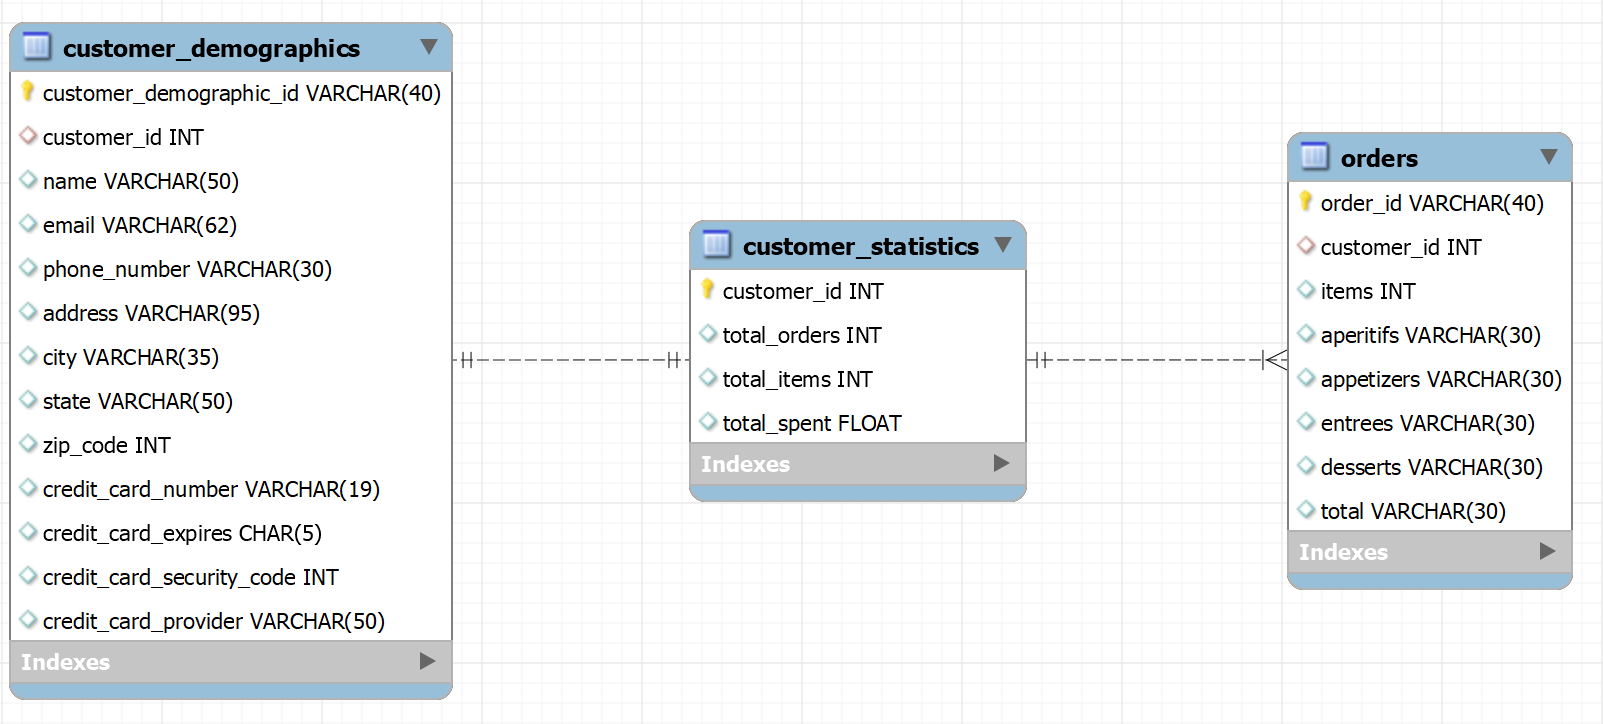 customer_demographics
customer_demographic_id VARCHAR(40)
customer_id INT
name VARCHAR(50)
email VARCHAR(62)
phone_number VARCHAR(30)
address VARCHAR(95)
city VARCHAR(35)
state VARCHAR(50)
zip_code INT
credit_card_number VARCHAR(19)
credit_card_expires CHAR(5)
credit_card_security_code INT
credit_card_provider VARCHAR(50)
Indexes
customer_statistics
customer_id INT
total_orders INT
total_items INT
total_spent FLOAT
Indexes
orders
order_id VARCHAR(40)
customer_id INT
items INT
aperitifs VARCHAR(30)
appetizers VARCHAR(30)
entrees VARCHAR(30)
desserts VARCHAR(30)
total VARCHAR(30)
Indexes